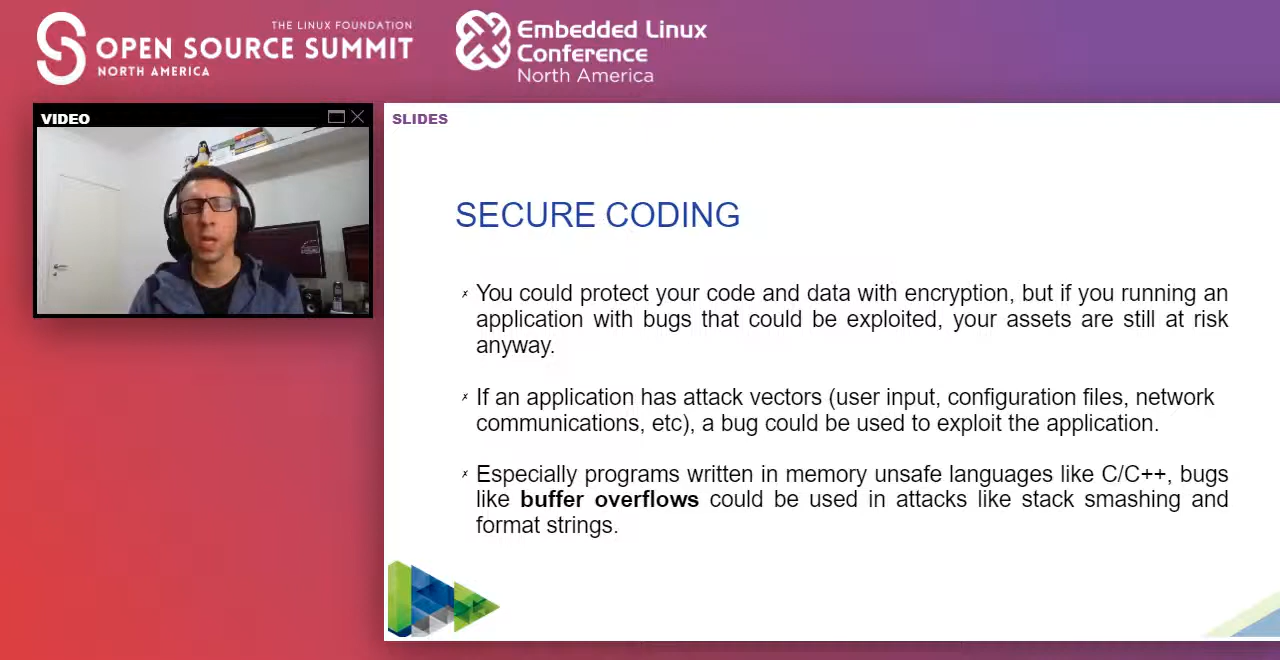 THE LINUX FOUNDATION
OPEN SOURCE SUMMIT
NORTH AMERICA
Embedded Linux
Conference
North America
VIDEO
SLIDES
SECURE CODING
You could protect your code and data with encryption, but if you running an
application with bugs that could be exploited, your assets are still at risk
anyway.
If an application has attack vectors (user input, configuration files, network
communications, etc), a bug could be used to exploit the application.
Especially programs written in memory unsafe languages like C/C++, bugs
like buffer overflows could be used in attacks like stack smashing and
format strings.